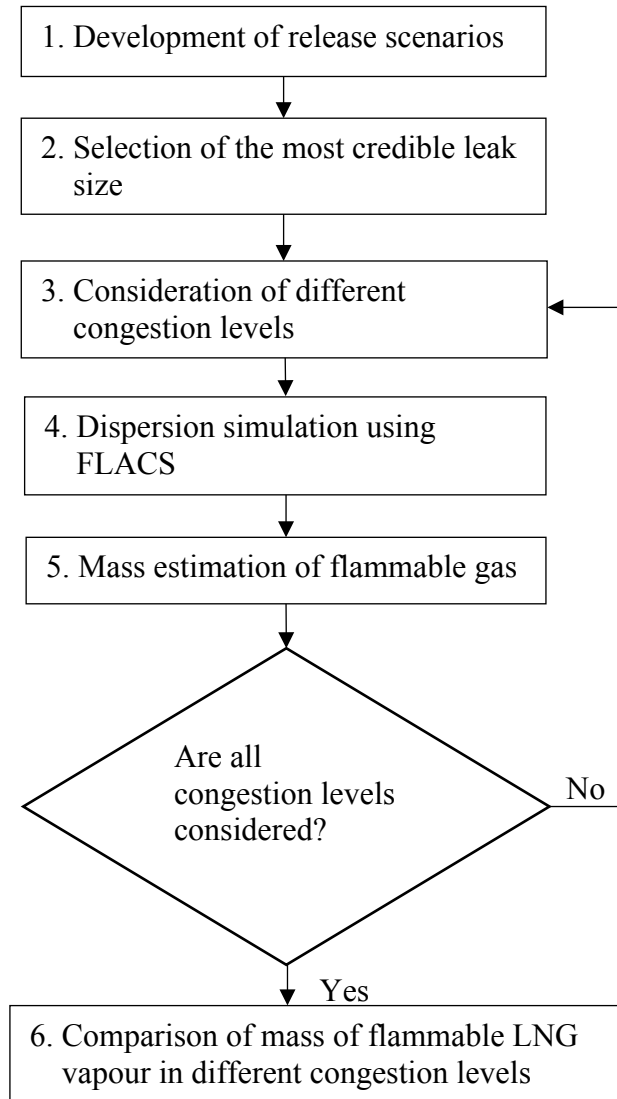 1. Development of release scenarios
2. Selection of the most credible leak
size
3. Consideration of different
congestion levels
4. Dispersion simulation using
FLACS
5. Mass estimation of flammable gas
Are all
congestion levels
considered?
No
Yes
6. Comparison of mass of flammable LNG
vapour in different congestion levels